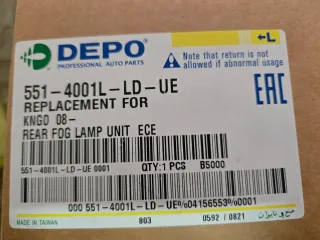 DEPO
PROFESSIONAL AUTO PARTS
L
Note that return is not
allowed if abnormal usage
551-4001L-LD-UE
REPLACEMENT FOR
KNGO 08-
REAR FOG LAMP UNIT ECE
EAC
551-4001L-LD-UE 0001
QTY:1 PCS
B5000
000 551-4001L-LD-UE%04156553%0001
MADE IN TAIWAN
803
0592 / 0821